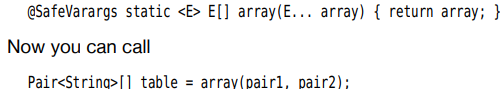 @SafeVarargs static <E> E[] array(E... array) { return array; }
Now you can call
Pair<String>[] table = array(pair1, pair2);